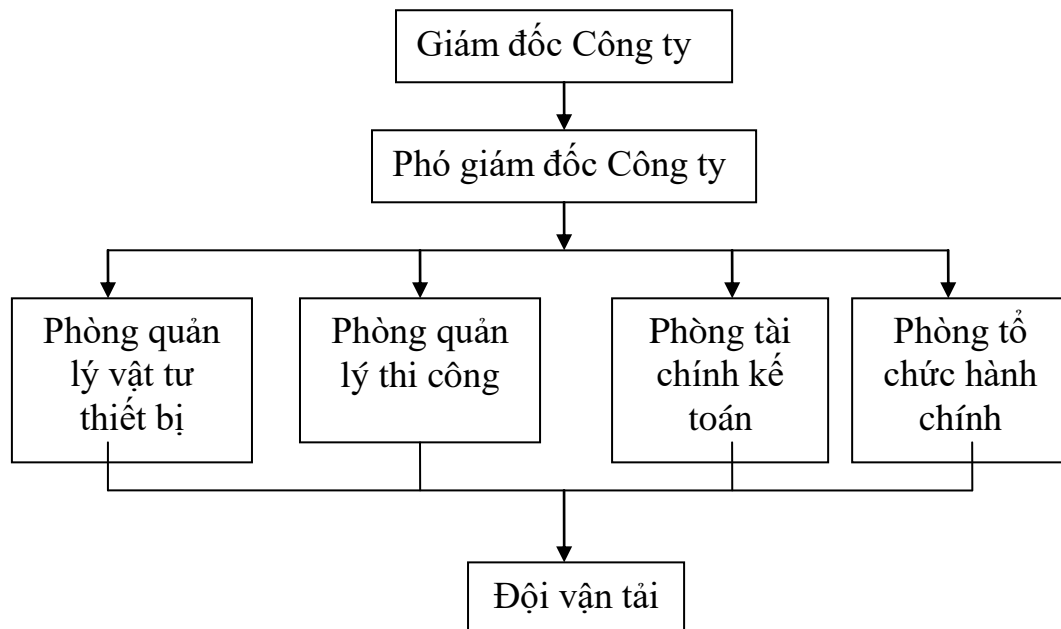 Giám đốc Công ty
Phó giám đốc Công ty
Phòng quản
lý vật tư
thiết bị
Phòng quản
lý thi công
Phòng tài
chính kế
toán
Phòng tổ
chức hành
chính
Đội vận tải